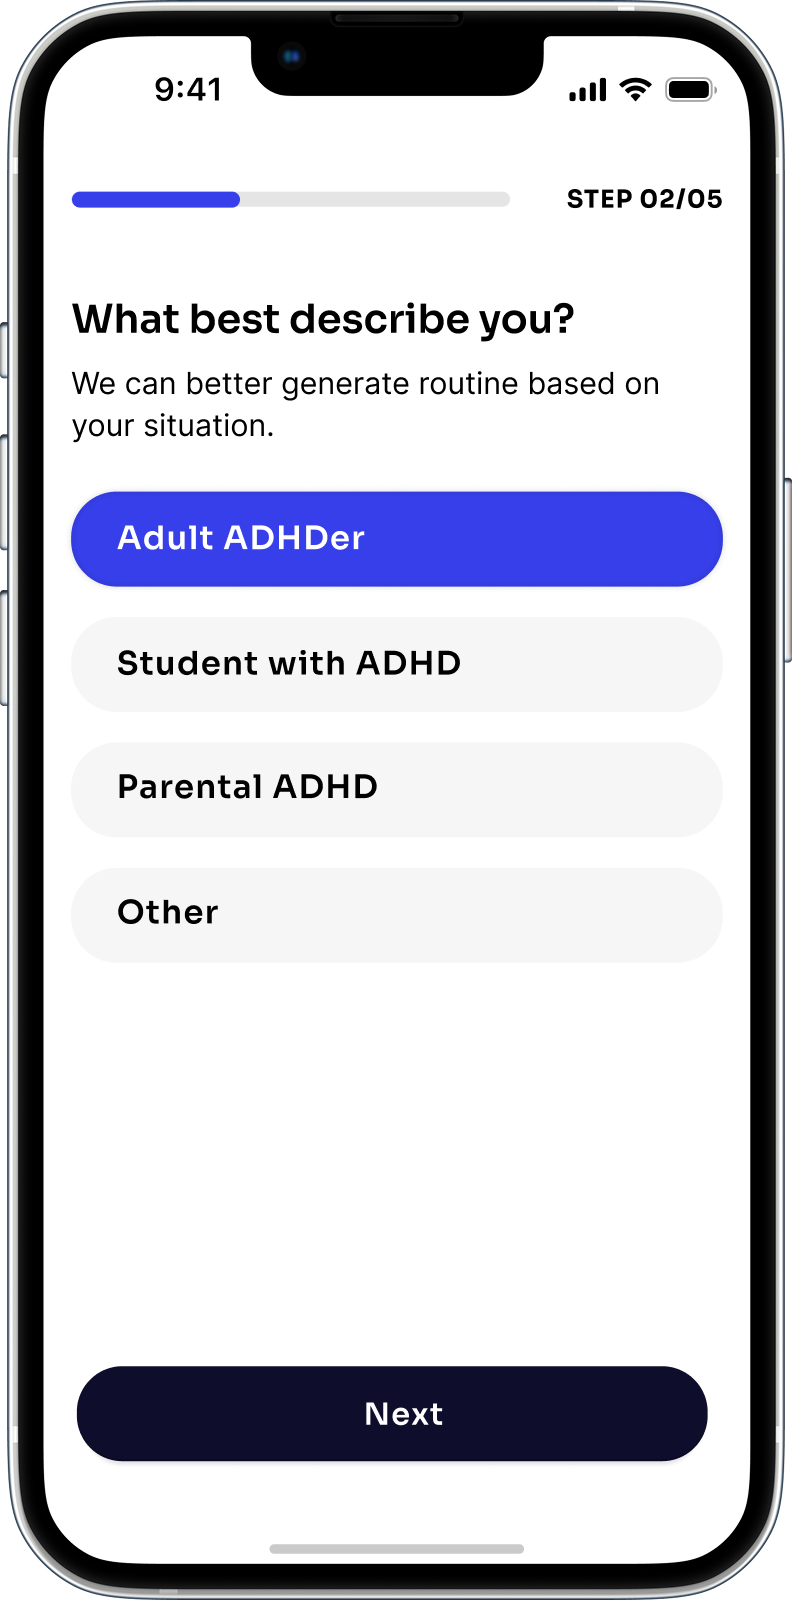 9:41
STEP 02/05
What best describe you?
We can better generate routine based on
your situation.
Adult ADHDer
Student with ADHD
Parental ADHD
Other
Next